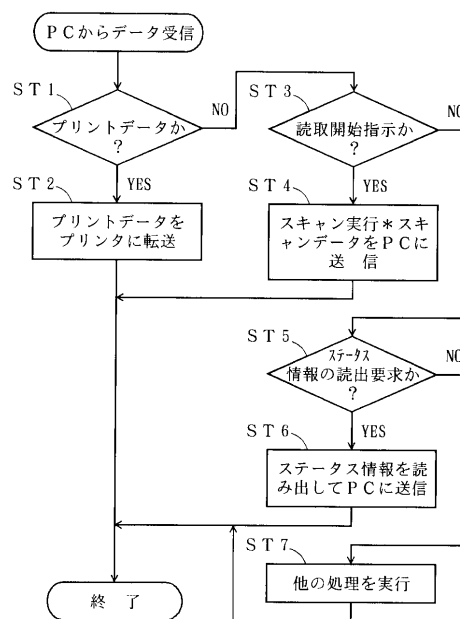 PCからデータ受信
ST1
プリントデータか
?
NO
YES
ST2
プリントデータを
プリンタに転送
ST3
読取開始指示か
?
NO
YES
ST4
スキャン実行*スキ
ャンデータをPCに
送 信
ST5
ステータス
情報の読出要求か
?
NO
YES
ST6
ステータス情報を読
み出してPCに送信
ST7
他の処理を実行
終 了